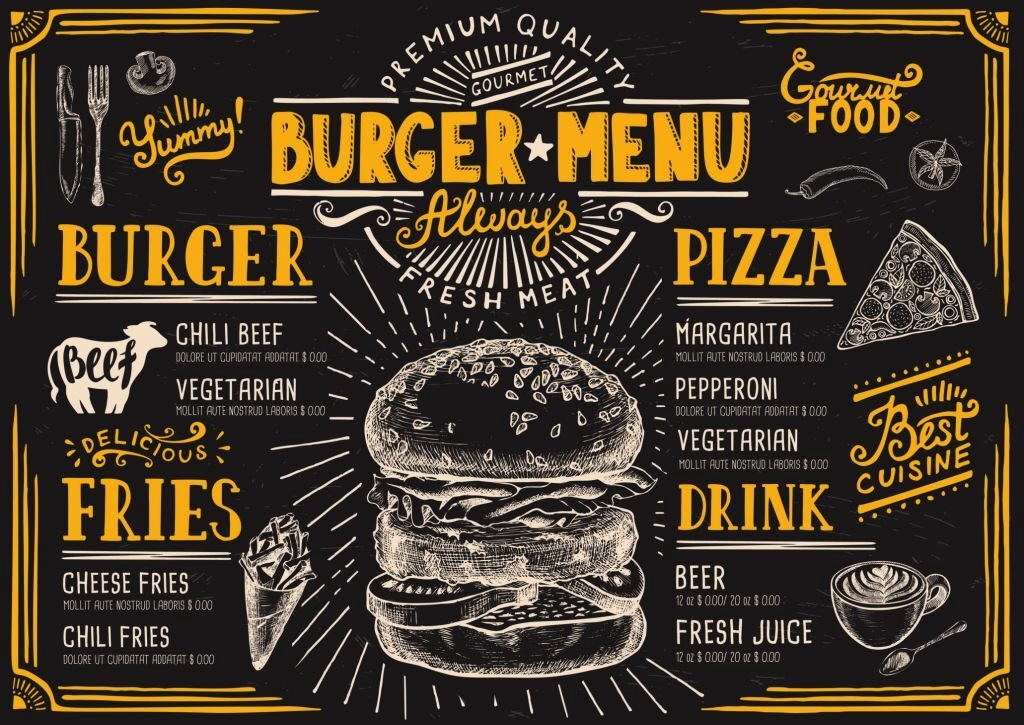 PREMIUM QUALITY
GOURMET
BURGER MENU
Always
FRESH MEAT
Yummy!
Gourmet
FOOD
BURGER
Beef
CHILI BEEF
DOLORE UT CUPIDATAT ADDATAT $ 0.00
VEGETARIAN
MOLLIT AUTE NOSTRUD LABORIS $ 0.00
DELICIOUS
FRIES
CHEESE FRIES
MOLLIT AUTE NOSTRUD LABORIS $ 0.00
CHILI FRIES
DOLORE UT CUPIDATAT ADDATAT $ 0.00
PIZZA
MARGARITA
MOLLIT AUTE NOSTRUD LABORIS $ 0.00
PEPPERONI
DOLORE UT CUPIDATAT ADDATAT $ 0.00
VEGETARIAN
MOLLIT AUTE NOSTRUD LABORIS $ 0.00
Best
CUISINE
DRINK
BEER
12 oz $ 0.00/ 20 oz $ 0.00
FRESH JUICE
12 oz $ 0.00/ 20 oz $ 0.00